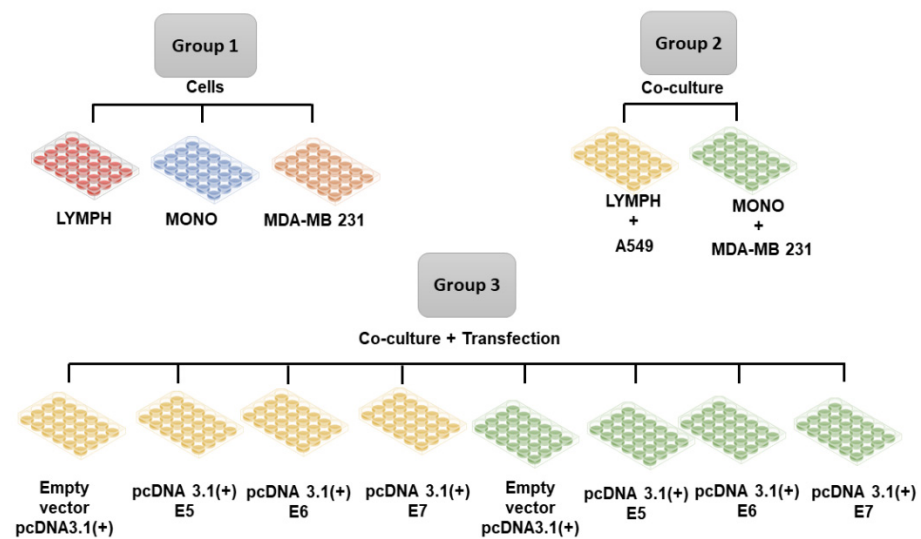 Group 1
Cells
LYMPH
MONO
MDA-MB 231
Group 2
Co-culture
LYMPH
+
A549
MONO
+
MDA-MB 231
Group 3
Co-culture + Transfection
Empty
vector
pcDNA3.1(+)
pcDNA 3.1(+)
E5
pcDNA 3.1(+)
E6
pcDNA 3.1(+)
E7
Empty
vector
pcDNA3.1(+)
pcDNA 3.1(+)
E5
pcDNA 3.1(+)
E6
pcDNA 3.1(+)
E7